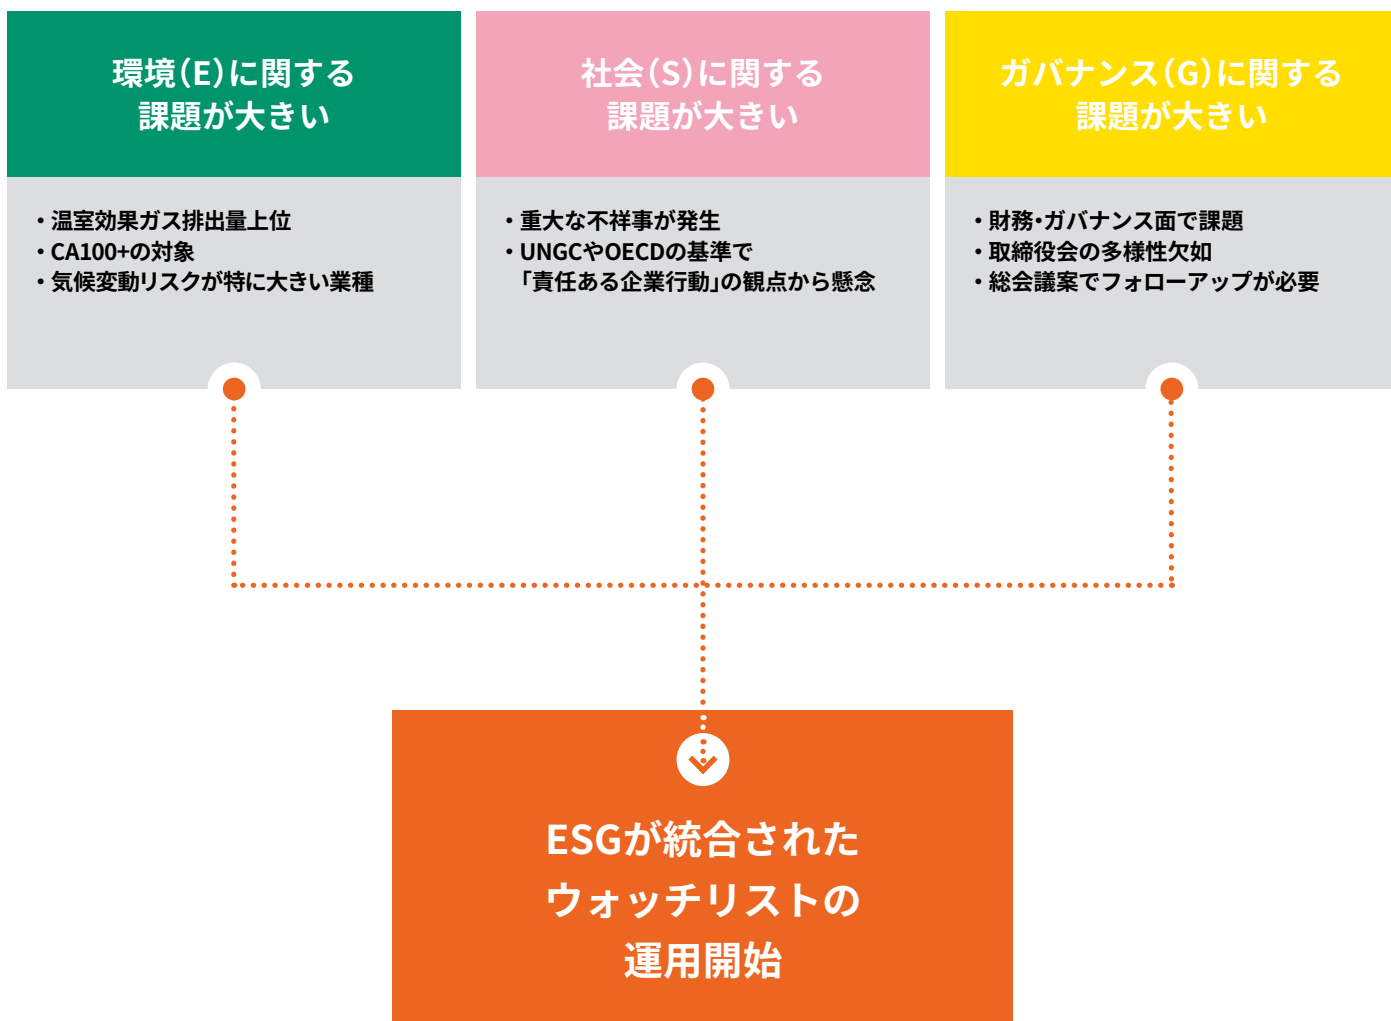 環境（E）に関する
課題が大きい
・温室効果ガス排出量上位
・CA100+の対象
・気候変動リスクが特に大きい業種
社会（S）に関する
課題が大きい
・重大な不祥事が発生
・UNGCやOECDの基準で
「責任ある企業行動」の観点から懸念
ガバナンス（G）に関する
課題が大きい
・財務・ガバナンス面で課題
・取締役会の多様性欠如
・総会議案でフォローアップが必要
ESGが統合された
ウォッチリストの
運用開始